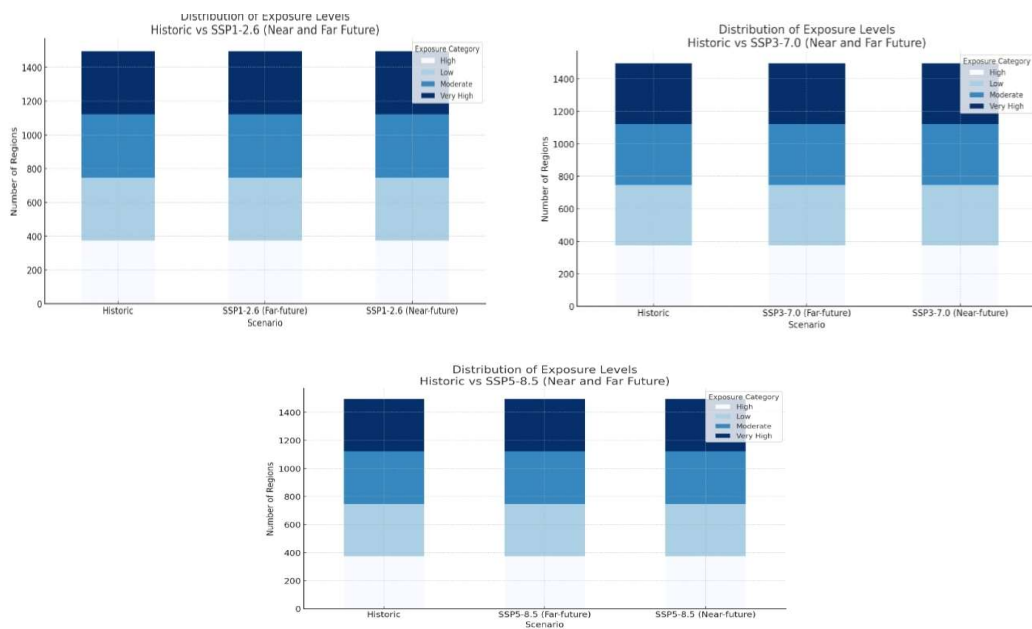 Distribution of Exposure Levels
Historic vs SSP1-2.6 (Near and Far Future)
Exposure Category
High
Low
Moderate
Very High
Number of Regions
1400
1200
1000
800
600
400
200
0
Historic
SSP1-2.6 (Far-future)
SSP1-2.6 (Near-future)
Scenario
Distribution of Exposure Levels
Historic vs SSP3-7.0 (Near and Far Future)
Exposure Category
High
Low
Moderate
Very High
Number of Regions
1400
1200
1000
800
600
400
200
0
Historic
SSP3-7.0 (Far-future)
SSP3-7.0 (Near-future)
Scenario
Distribution of Exposure Levels
Historic vs SSP5-8.5 (Near and Far Future)
Exposure Category
High
Low
Moderate
Very High
Number of Regions
1400
1200
1000
800
600
400
200
0
Historic
SSP5-8.5 (Far-future)
SSP5-8.5 (Near-future)
Scenario